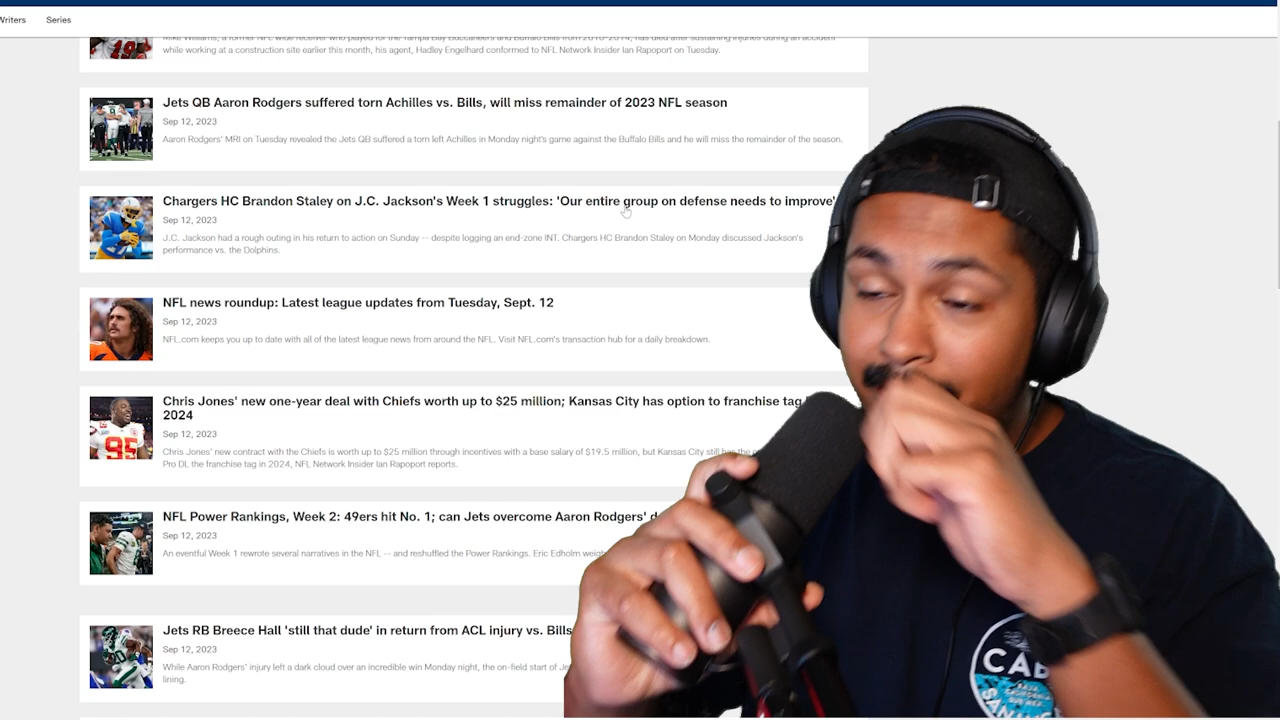 Writers Series
Mike Williams, a former NFL wide receiver who played for the Tampa Bay Buccaneers and Buffalo Bills from 2010-2014, has died after sustaining injuries during an accident
while working at a construction site earlier this month, his agent, Hadley Engelhard conformed to NFL Network Insider Ian Rapoport on Tuesday.
Jets QB Aaron Rodgers suffered torn Achilles vs. Bills, will miss remainder of 2023 NFL season
Sep 12, 2023
Aaron Rodgers' MRI on Tuesday revealed the Jets QB suffered a torn left Achilles in Monday night's game against the Buffalo Bills and he will miss the remainder of the season.
Chargers HC Brandon Staley on J.C. Jackson's Week 1 struggles: 'Our entire group on defense needs to improve'
Sep 12, 2023
J.C. Jackson had a rough outing in his return to action on Sunday -- despite logging an end-zone INT. Chargers HC Brandon Staley on Monday discussed Jackson's
performance vs. the Dolphins.
NFL news roundup: Latest league updates from Tuesday, Sept. 12
Sep 12, 2023
NFL.com keeps you up to date with all of the latest league news from around the NFL. Visit NFL.com's transaction hub for a daily breakdown.
Chris Jones' new one-year deal with Chiefs worth up to $25 million; Kansas City has option to franchise tag
2024
Sep 12, 2023
Chris Jones' new contract with the Chiefs is worth up to $25 million through incentives with a base salary of $19.5 million, but Kansas City still has the
Pro DL the franchise tag in 2024, NFL Network Insider Ian Rapoport reports.
95
NFL Power Rankings, Week 2: 49ers hit No. 1; can Jets overcome Aaron Rodgers'
Sep 12, 2023
An eventful Week 1 rewrote several narratives in the NFL -- and reshuffled the Power Rankings. Eric Edholm
Jets RB Breece Hall 'still that dude' in return from ACL injury vs. Bills
Sep 12, 2023
While Aaron Rodgers' injury left a dark cloud over an incredible win Monday night, the on-field start of
lining.
CAB